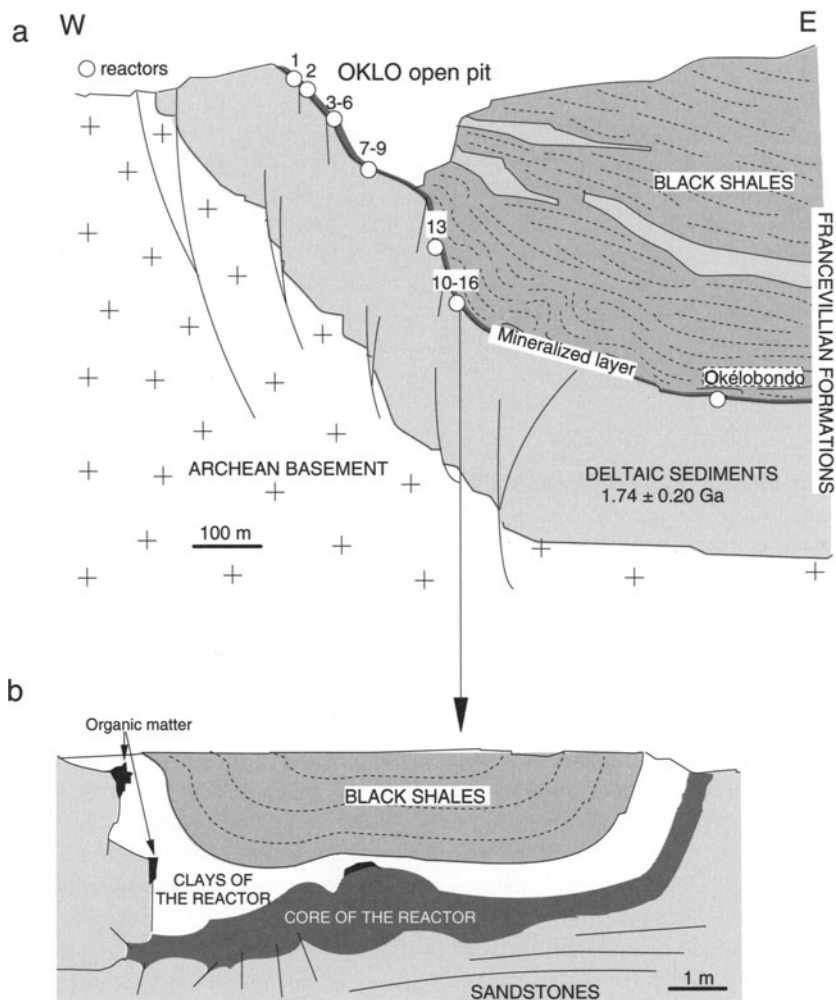 a W
E
reactors
1
2
OKLO open pit
3-6
7-9
BLACK SHALES
13
10-16
Mineralized layer
Okélobondo
FRANCEVILLIAN FORMATIONS
ARCHEAN BASEMENT
DELTAIC SEDIMENTS
1.74 ± 0.20 Ga
100 m
b
Organic matter
BLACK SHALES
CLAYS OF
THE REACTOR
CORE OF THE REACTOR
1 m
SANDSTONES